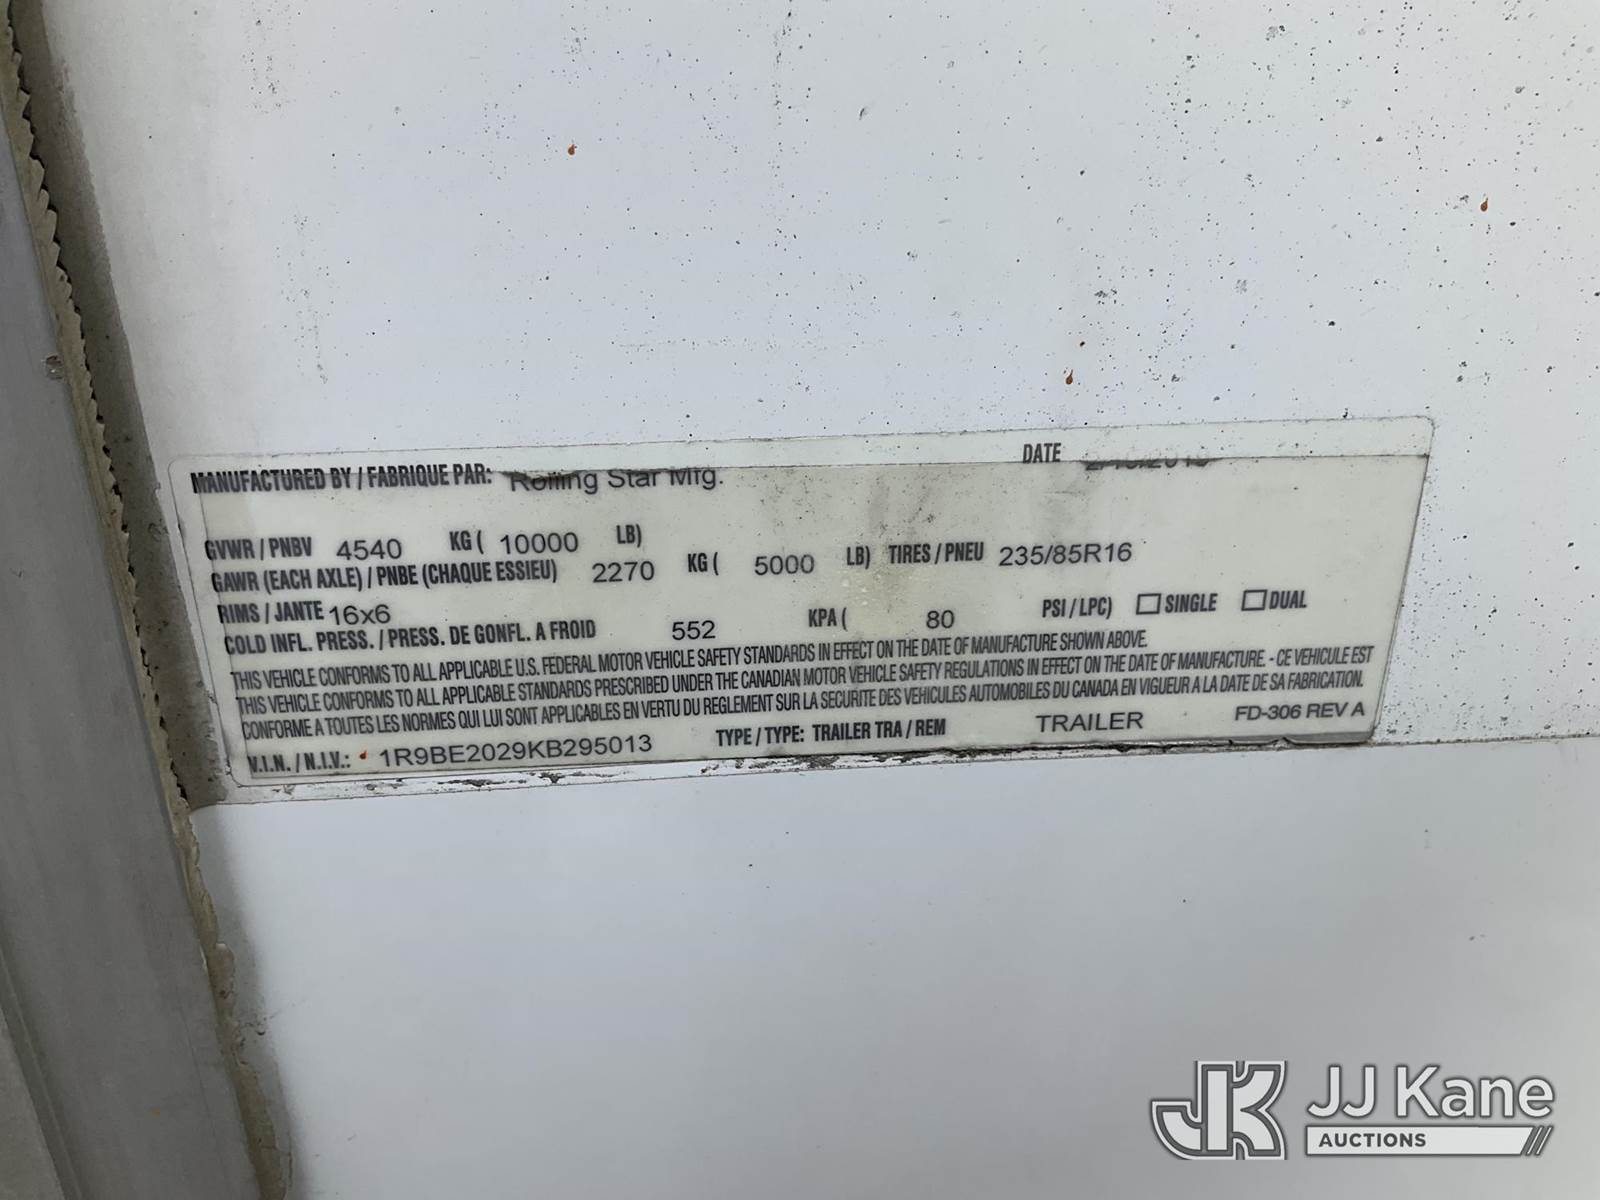 MANUFACTURED BY / FABRIQUE PAR: Rolling Star Mfg. DATE
GVWR / PNBV 4540 KG ( 10000 LB)
GAWR (EACH AXLE) / PNBE (CHAQUE ESSIEU) 2270 KG ( 5000 LB) TIRES / PNEU 235/85R16
RIMS / JANTE 16x6
COLD INFL. PRESS. / PRESS. DE GONFL. A FROID 552 KPA ( 80 PSI / LPC) SINGLE DUAL
THIS VEHICLE CONFORMS TO ALL APPLICABLE U.S. FEDERAL MOTOR VEHICLE SAFETY STANDARDS IN EFFECT ON THE DATE OF MANUFACTURE SHOWN ABOVE.
THIS VEHICLE CONFORMS TO ALL APPLICABLE STANDARDS PRESCRIBED UNDER THE CANADIAN MOTOR VEHICLE SAFETY REGULATIONS IN EFFECT ON THE DATE OF MANUFACTURE. - CE VEHICULE EST
CONFORME A TOUTES LES NORMES QUI LUI SONT APPLICABLES EN VERTU DU REGLEMENT SUR LA SECURITE DES VEHICULES AUTOMOBILES DU CANADA EN VIGUEUR A LA DATE DE SA FABRICATION.
V.I.N. / N.I.V.: 1R9BE2029KB295013 TYPE / TYPE: TRAILER TRA / REM TRAILER FD-306 REV A
JK JJ Kane
AUCTIONS